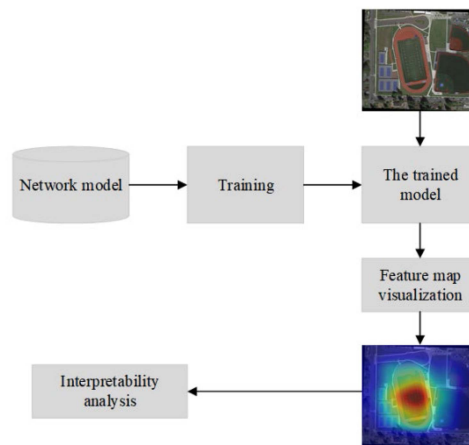 Network model
Training
The trained
model
Feature map
visualization
Interpretability
analysis